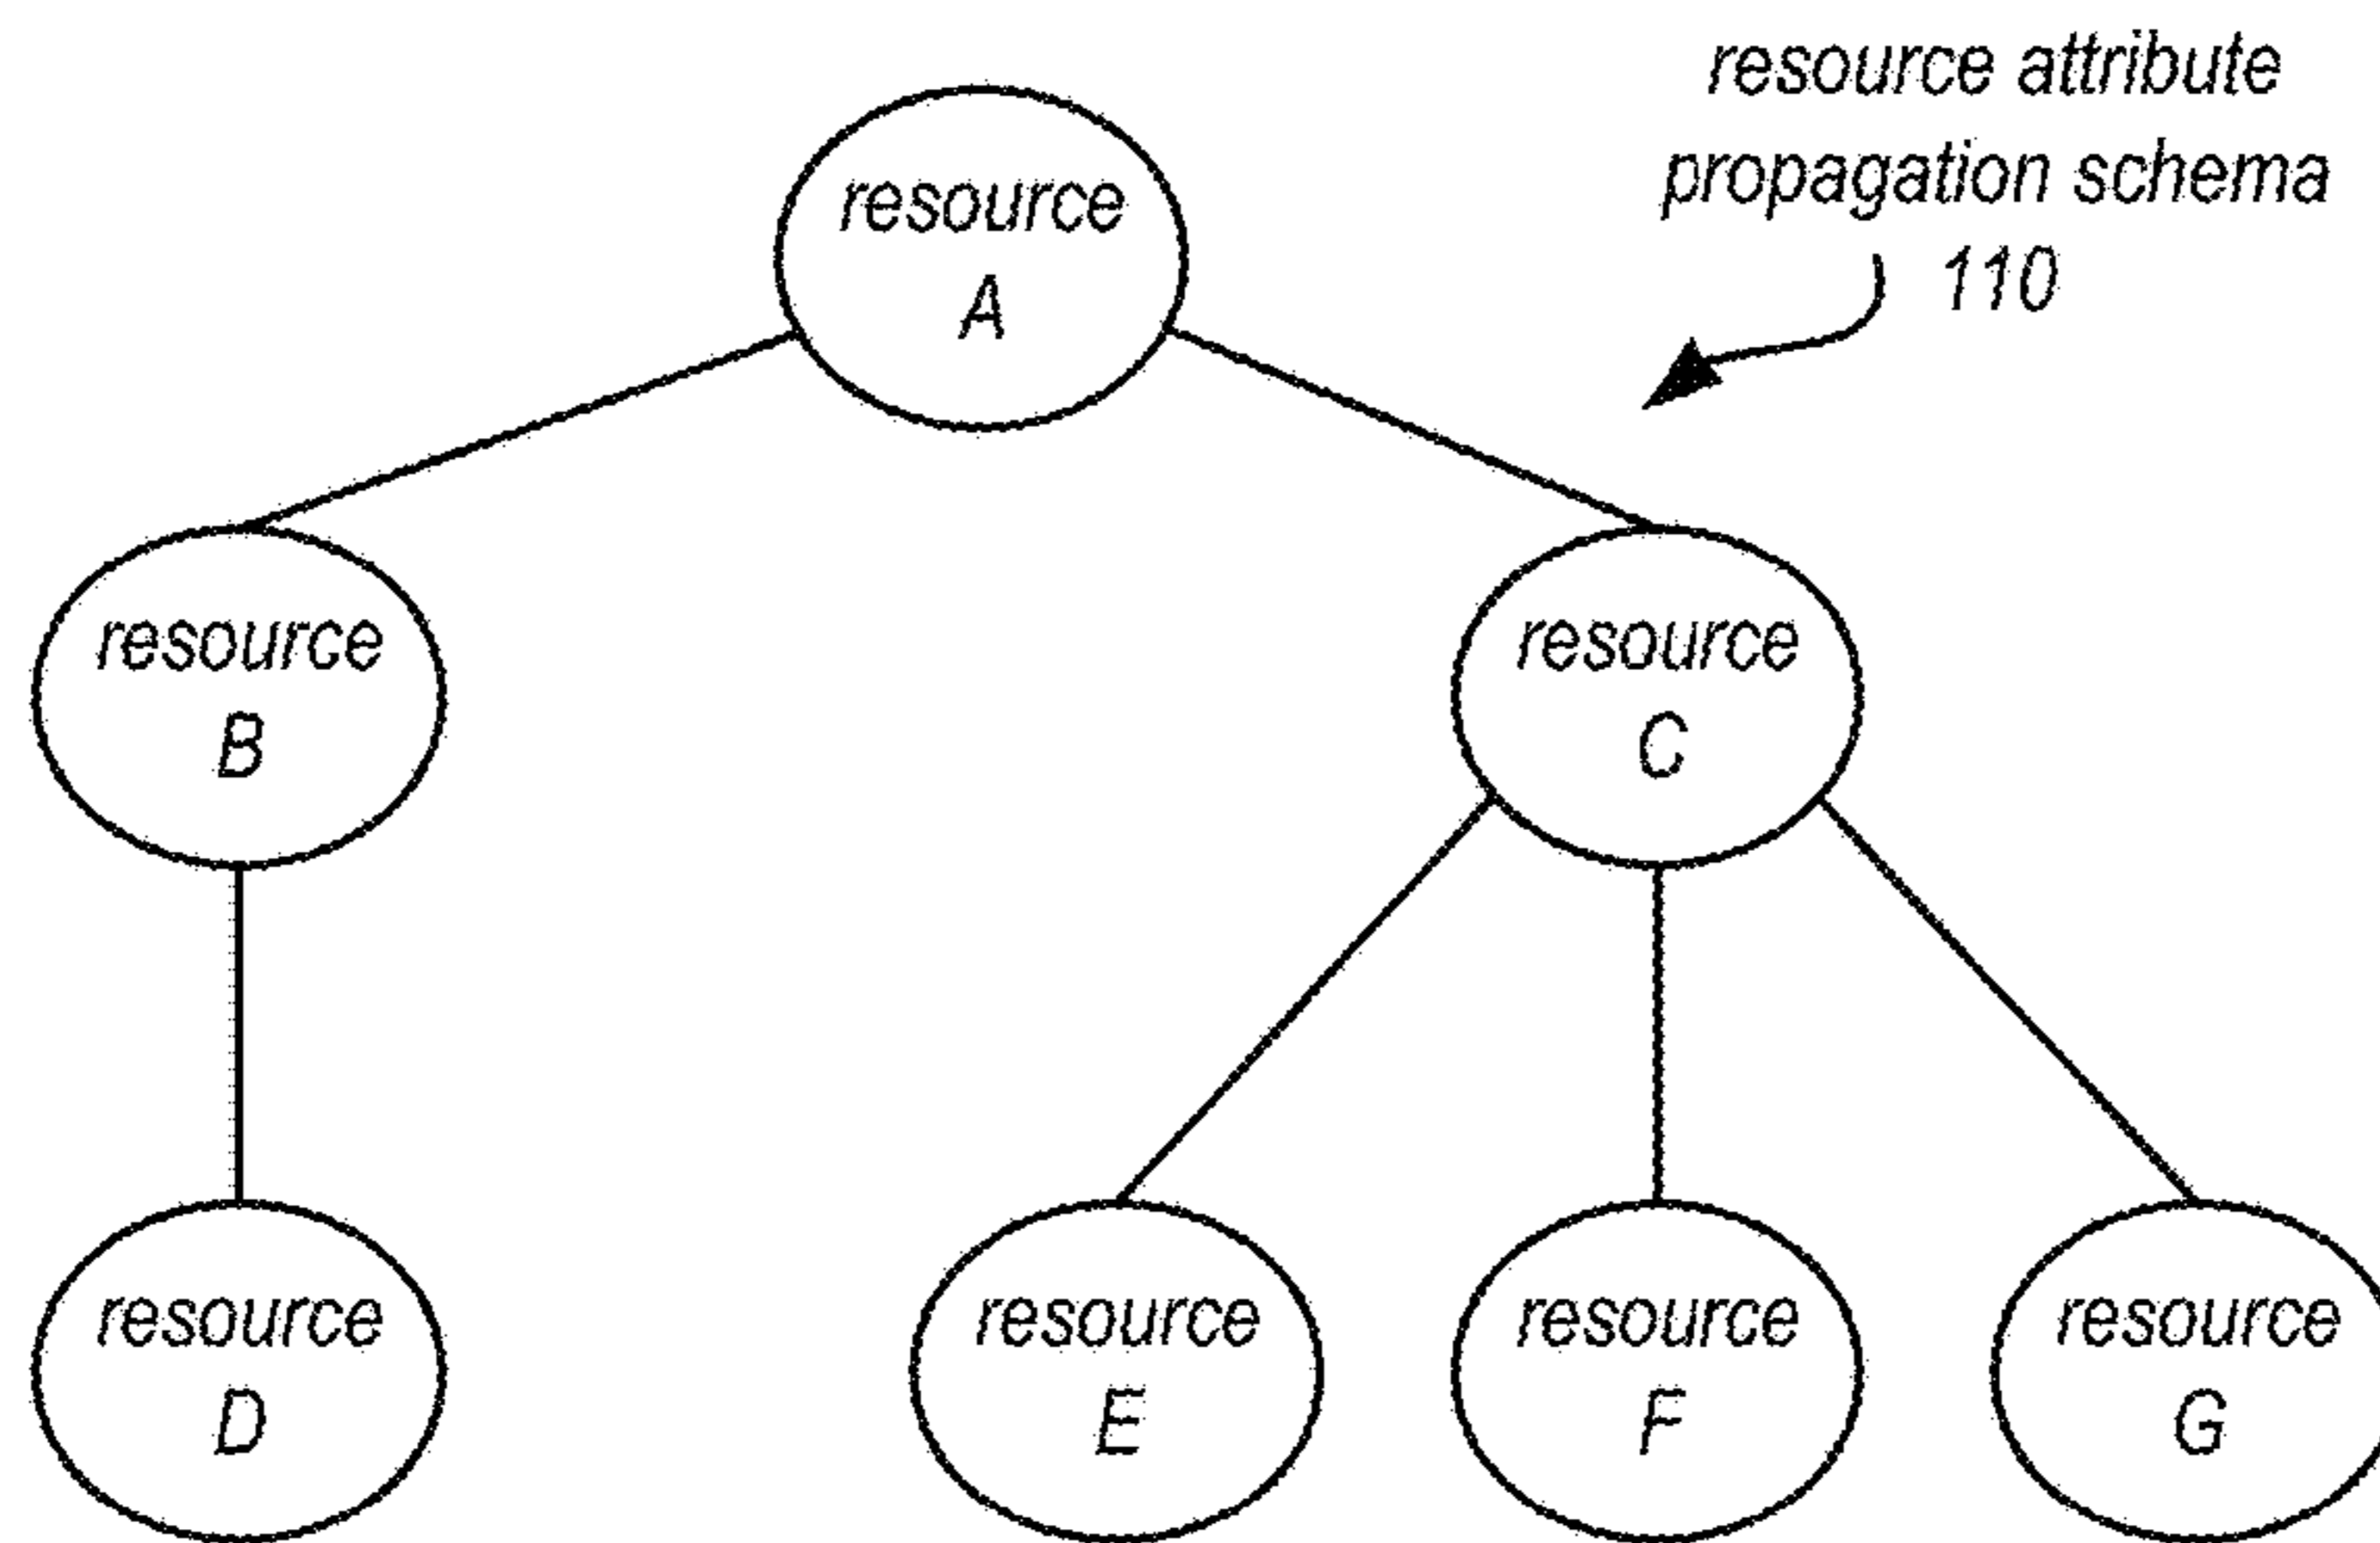 resource attribute
propagation schema
110
resource
A
resource
B
resource
C
resource
D
resource
E
resource
F
resource
G